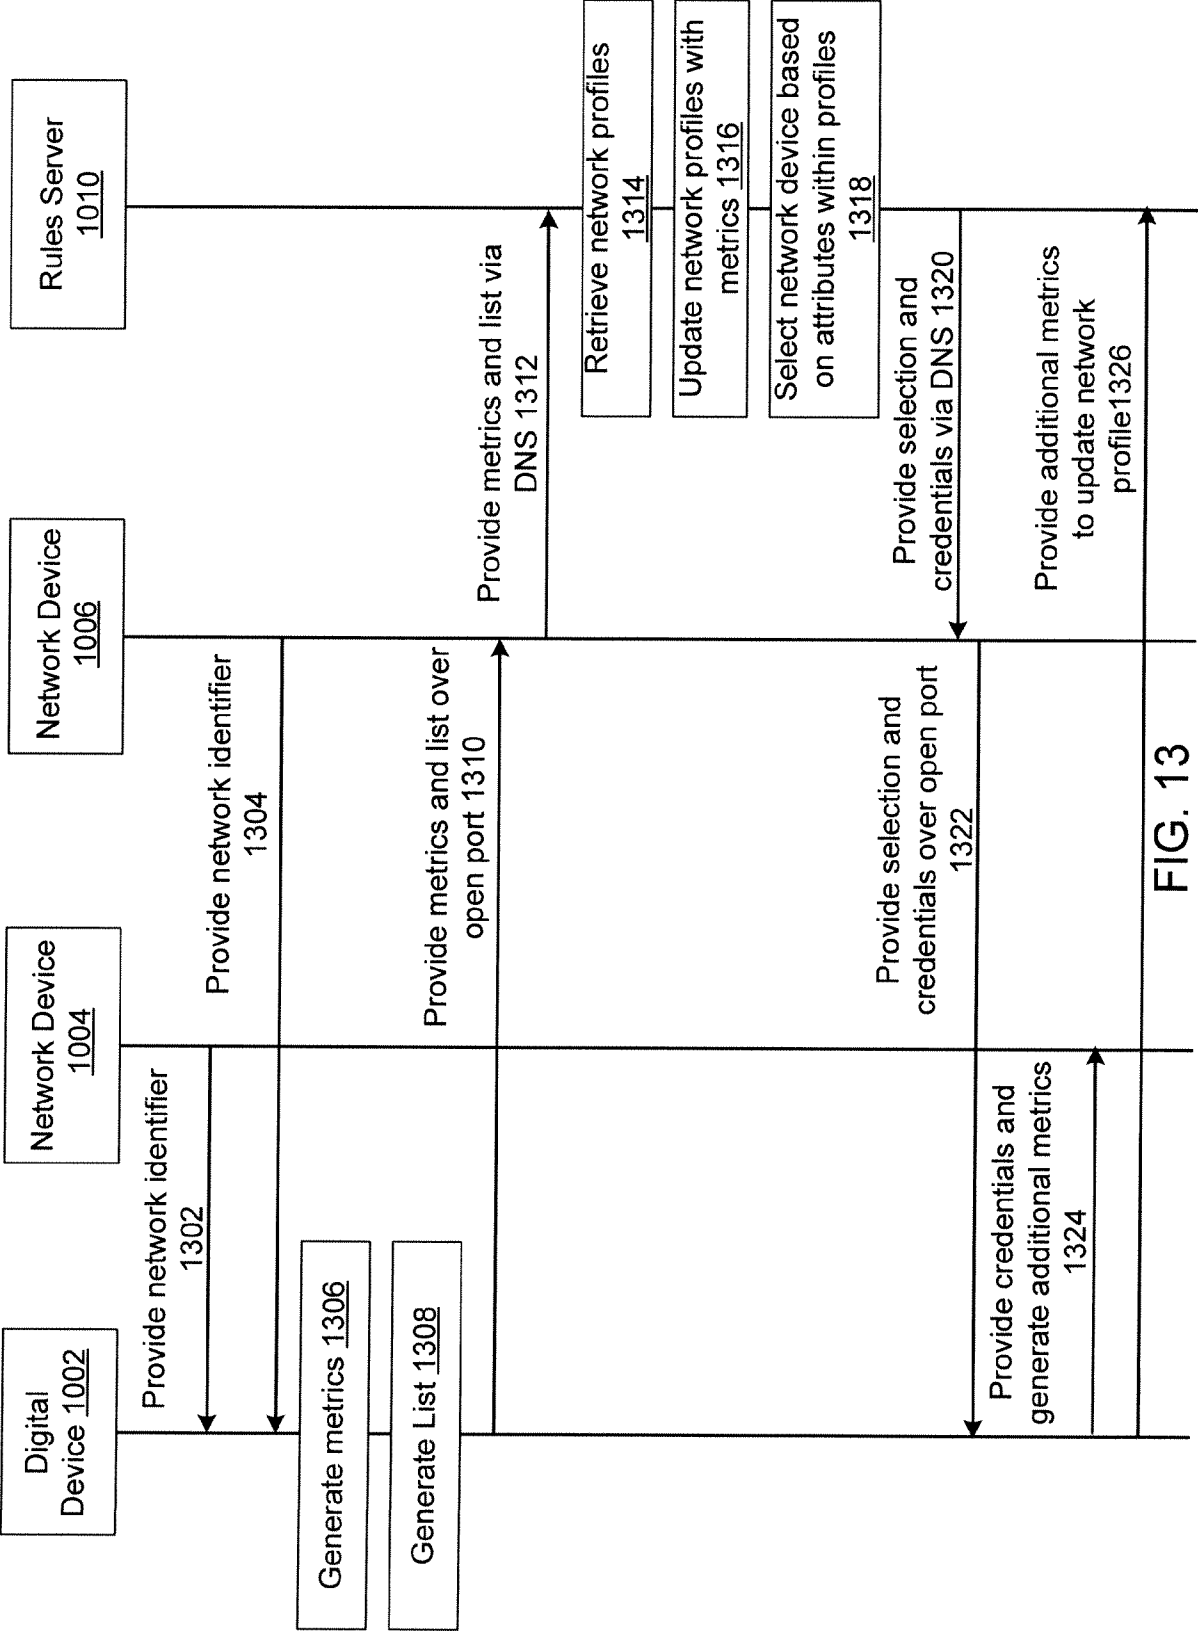 Digital
Device 1002
Network Device
1004
Network Device
1006
Rules Server
1010
Provide network identifier
1302
Provide network identifier
1304
Generate metrics 1306
Generate List 1308
Provide metrics and list over
open port 1310
Provide metrics and list via
DNS 1312
Retrieve network profiles
1314
Update network profiles with
metrics 1316
Select network device based
on attributes within profiles
1318
Provide selection and
credentials via DNS 1320
Provide selection and
credentials over open port
1322
Provide credentials and
generate additional metrics
1324
Provide additional metrics
to update network
profile1326
FIG. 13